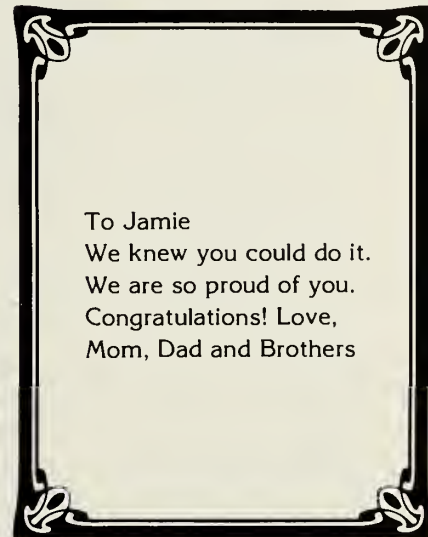 To Jamie
We knew you could do it.
We are so proud of you.
Congratulations! Love,
Mom, Dad and Brothers